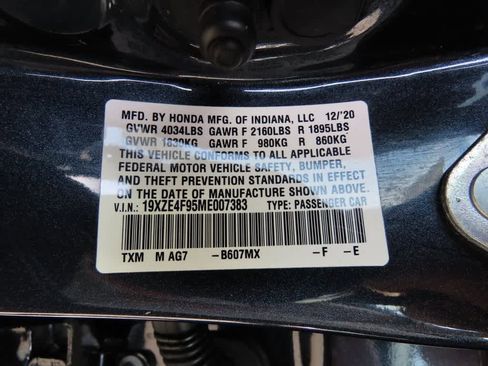 MFD. BY HONDA MFG. OF INDIANA, LLC 12/'20
GVWR 4034LBS GAWR F 2160LBS R 1895LBS
GVWR 1830KG GAWR F 980KG R 860KG
THIS VEHICLE CONFORMS TO ALL APPLICABLE
FEDERAL MOTOR VEHICLE SAFETY, BUMPER,
AND THEFT PREVENTION STANDARDS IN EFFECT
ON THE DATE OF MANUFACTURE SHOWN ABOVE.
V.I.N.: 19XZE4F95ME007383 TYPE: PASSENGER CAR
TXM M AG7 -B607MX -F -E